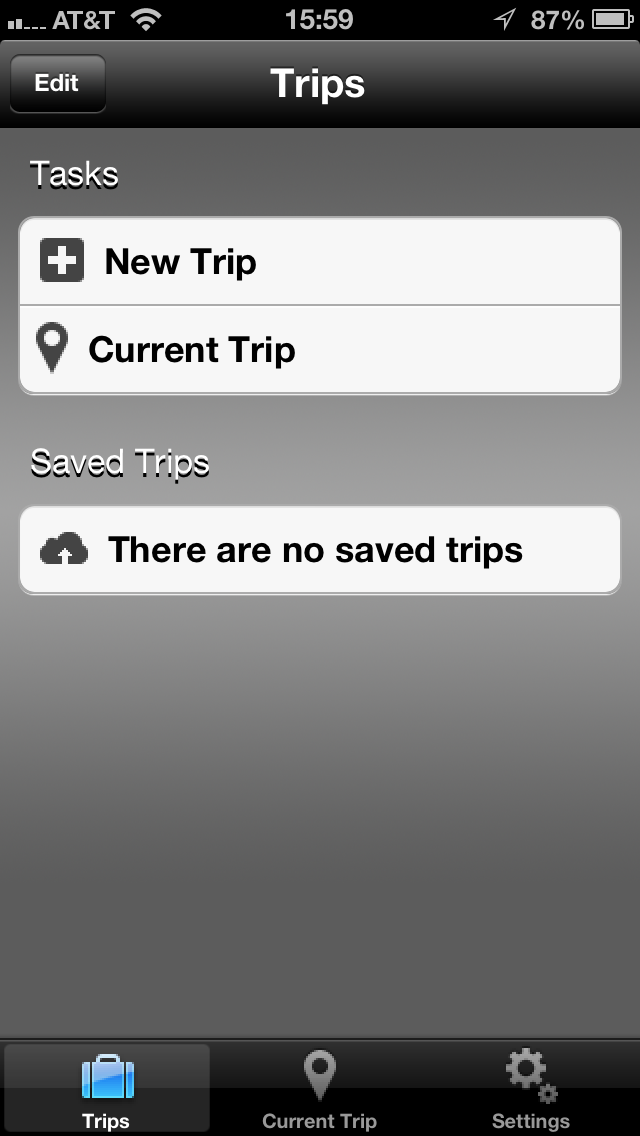 AT&T 15:59 87%
Edit Trips
Tasks
New Trip
Current Trip
Saved Trips
There are no saved trips
Trips Current Trip Settings